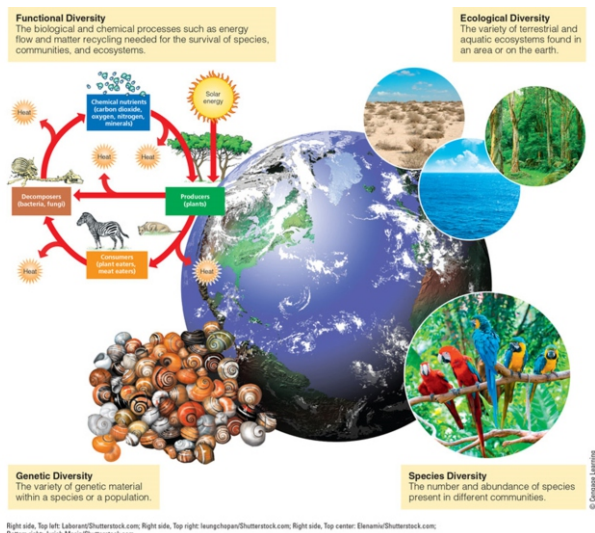 Functional Diversity
The biological and chemical processes such as energy
flow and matter recycling needed for the survival of species,
communities, and ecosystems.
Ecological Diversity
The variety of terrestrial and
aquatic ecosystems found in
an area or on the earth.
Solar
energy
Chemical nutrients
(carbon dioxide,
oxygen, nitrogen,
minerals)
Heat
Heat
Heat
Decomposers
(bacteria, fungi)
Producers
(plants)
Consumers
(plant eaters,
meat eaters)
Heat
Heat
Genetic Diversity
The variety of genetic material
within a species or a population.
Species Diversity
The number and abundance of species
present in different communities.
© Cengage Learning
Right side, Top left: Laborant/Shutterstock.com; Right side, Top right: leungchopan/Shutterstock.com; Right side, Top center: Elenamiv/Shutterstock.com;